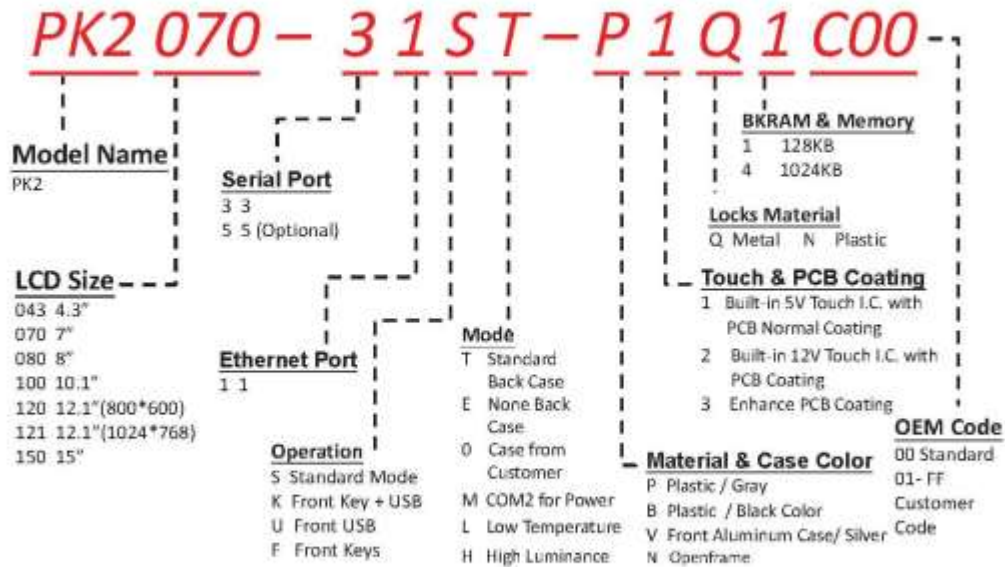 PK2 070 - 3 1 S T - P 1 Q 1 C00
Model Name
PK2
LCD Size
043 4.3"
070 7"
080 8"
100 10.1"
120 12.1"(800*600)
121 12.1"(1024*768)
150 15"
Serial Port
3 3
5 5 (Optional)
Ethernet Port
1 1
Operation
S Standard Mode
K Front Key + USB
U Front USB
F Front Keys
Mode
T Standard
Back Case
E None Back
Case
0 Case from
Customer
M COM2 for Power
L Low Temperature
H High Luminance
BKRAM & Memory
1 128KB
4 1024KB
Locks Material
Q Metal N Plastic
Touch & PCB Coating
1 Built-in 5V Touch I.C. with
PCB Normal Coating
2 Built-in 12V Touch I.C. with
PCB Coating
3 Enhance PCB Coating
Material & Case Color
P Plastic / Gray
B Plastic / Black Color
V Front Aluminum Case/ Silver
N Openframe
OEM Code
00 Standard
01- FF
Customer
Code